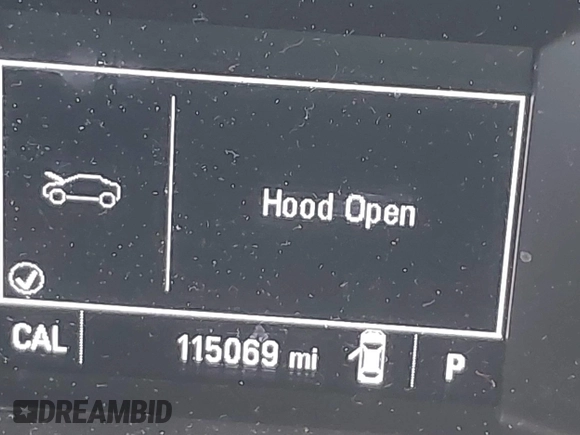 Hood Open
CAL 115069 mi P
DREAMBID